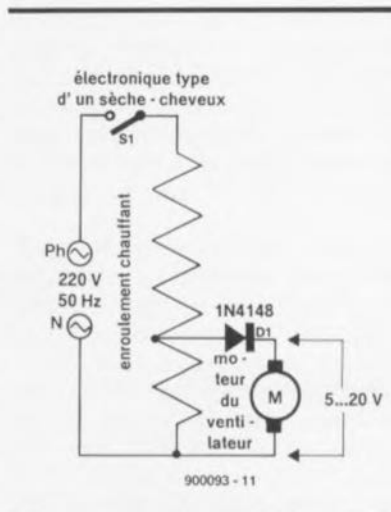 électronique type
d'un sèche - cheveux
S1
enroulement chauffant
Ph
220 V
50 Hz
N
1N4148
D1
mo -
teur
du
venti -
lateur
M
5...20 V
900093 - 11